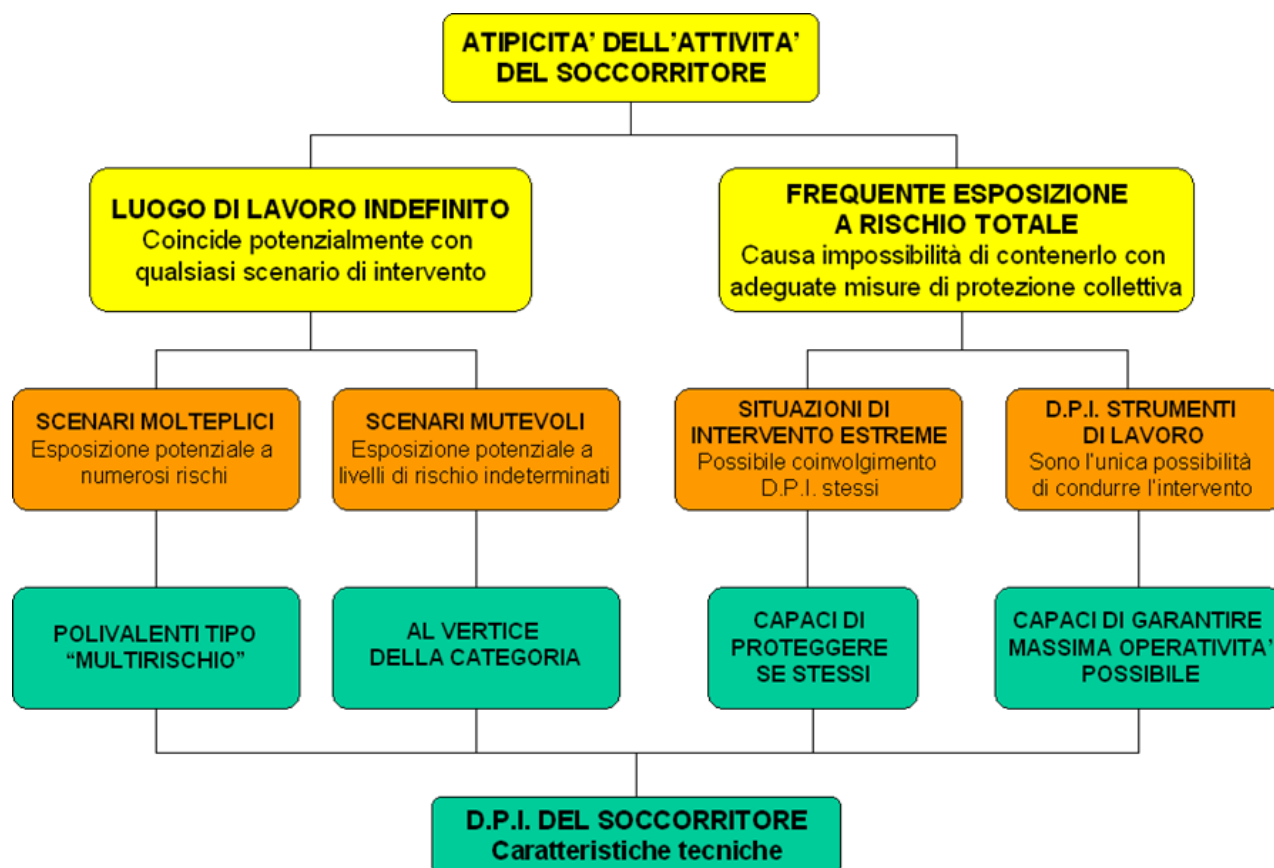 ATIPICITA' DELL'ATTIVITA'
DEL SOCCORRITORE
LUOGO DI LAVORO INDEFINITO
Coincide potenzialmente con
qualsiasi scenario di intervento
FREQUENTE ESPOSIZIONE
A RISCHIO TOTALE
Causa impossibilità di contenerlo con
adeguate misure di protezione collettiva
SCENARI MOLTEPLICI
Esposizione potenziale a
numerosi rischi
SCENARI MUTEVOLI
Esposizione potenziale a
livelli di rischio indeterminati
SITUAZIONI DI
INTERVENTO ESTREME
Possibile coinvolgimento
D.P.I. stessi
D.P.I. STRUMENTI
DI LAVORO
Sono l'unica possibilità
di condurre l'intervento
POLIVALENTI TIPO
"MULTIRISCHIO"
AL VERTICE
DELLA CATEGORIA
CAPACI DI
PROTEGGERE
SE STESSI
CAPACI DI GARANTIRE
MASSIMA OPERATIVITA'
POSSIBILE
D.P.I. DEL SOCCORRITORE
Caratteristiche tecniche